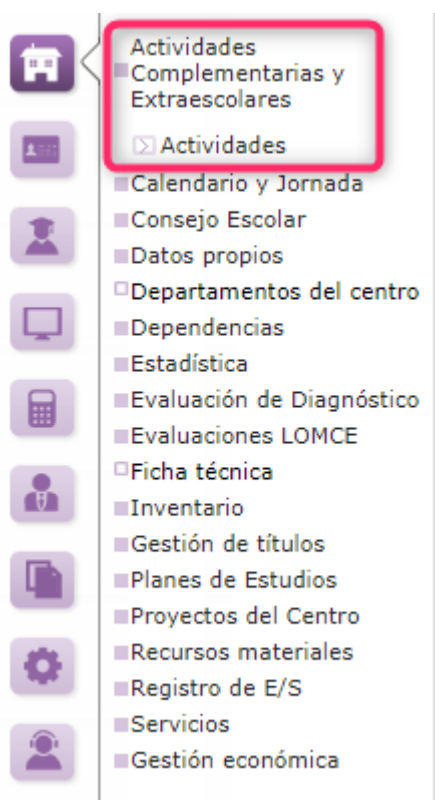 Actividades
Complementarias y
Extraescolares
Actividades
Calendario y Jornada
Consejo Escolar
Datos propios
Departamentos del centro
Dependencias
Estadística
Evaluación de Diagnóstico
Evaluaciones LOMCE
Ficha técnica
Inventario
Gestión de títulos
Planes de Estudios
Proyectos del Centro
Recursos materiales
Registro de E/S
Servicios
Gestión económica